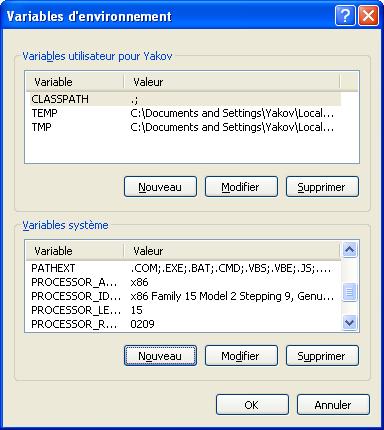 Variables d'environnement
Variables utilisateur pour Yakov
Variable Valeur
CLASSPATH .;
TEMP C:\Documents and Settings\Yakov\Local...
TMP C:\Documents and Settings\Yakov\Local...
Nouveau Modifier Supprimer
Variables système
Variable Valeur
PATHEXT .COM;.EXE;.BAT;.CMD;.VBS;.VBE;.JS;....
PROCESSOR_A... x86
PROCESSOR_ID... x86 Family 15 Model 2 Stepping 9, Genu...
PROCESSOR_LE... 15
PROCESSOR_R... 0209
Nouveau Modifier Supprimer
OK Annuler